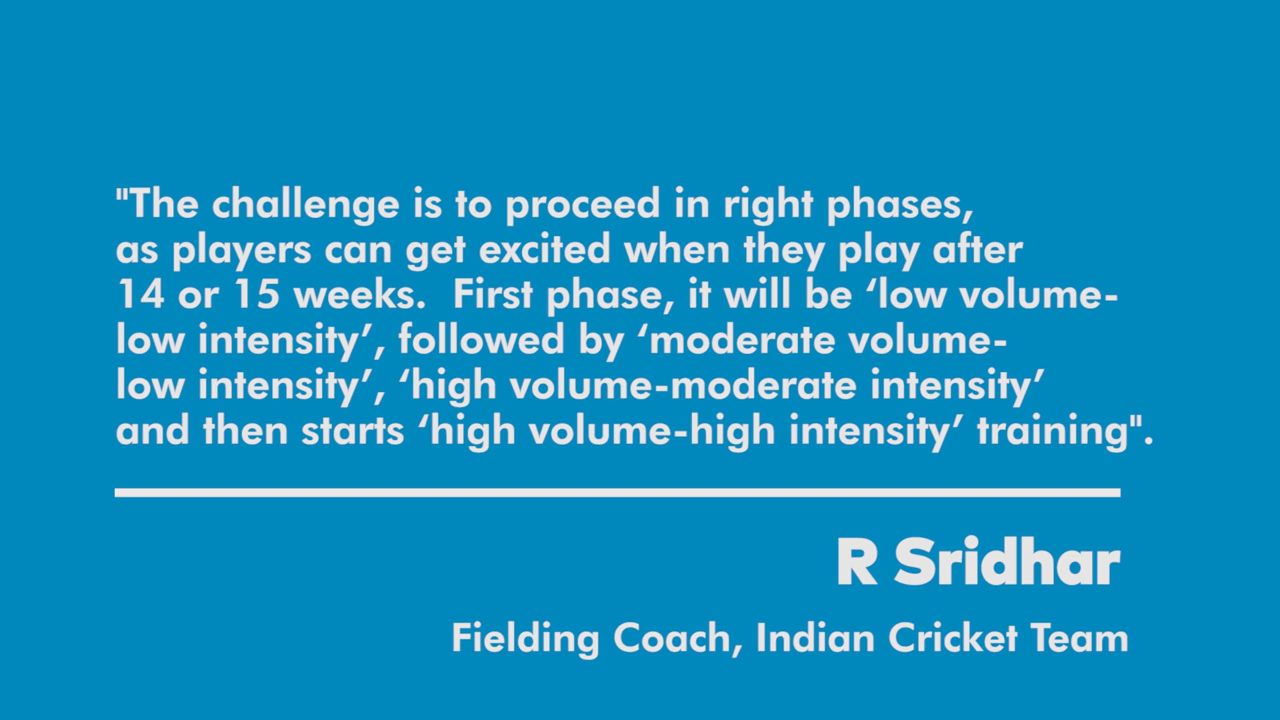 "The challenge is to proceed in right phases,
as players can get excited when they play after
14 or 15 weeks.  First phase, it will be ‘low volume-
low intensity’, followed by ‘moderate volume-
low intensity’, ‘high volume-moderate intensity’
and then starts ‘high volume-high intensity’ training".
R Sridhar
Fielding Coach, Indian Cricket Team